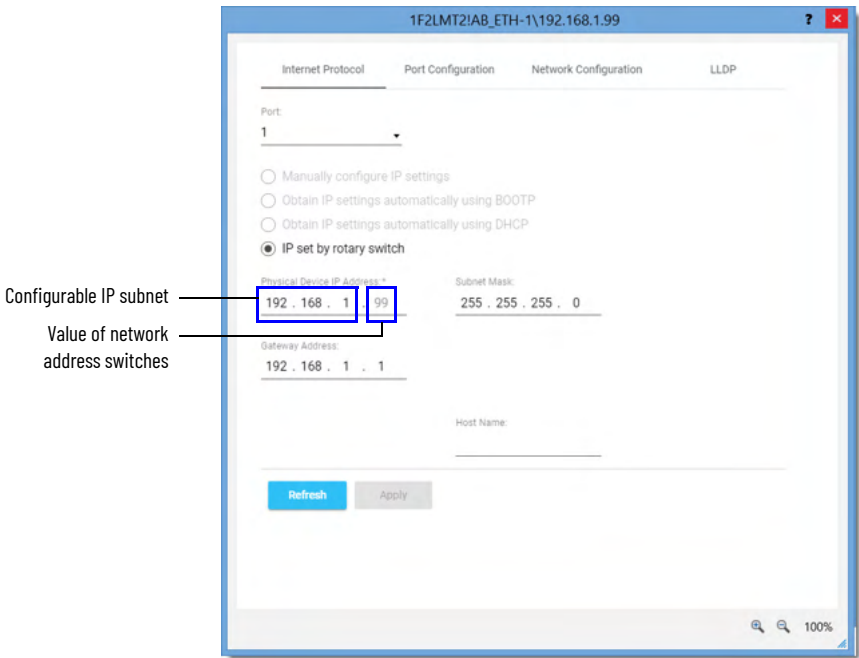 1F2LMT2!AB_ETH-1\192.168.1.99
?
Internet Protocol Port Configuration Network Configuration LLDP
Port:
1
Manually configure IP settings
Obtain IP settings automatically using BOOTP
Obtain IP settings automatically using DHCP
IP set by rotary switch
Physical Device IP Address:* Subnet Mask:
Configurable IP subnet
192 . 168 . 1 . 99 255 . 255 . 255 . 0
Value of network
address switches
Gateway Address:
192 . 168 . 1 . 1
Host Name:
Refresh Apply
100%